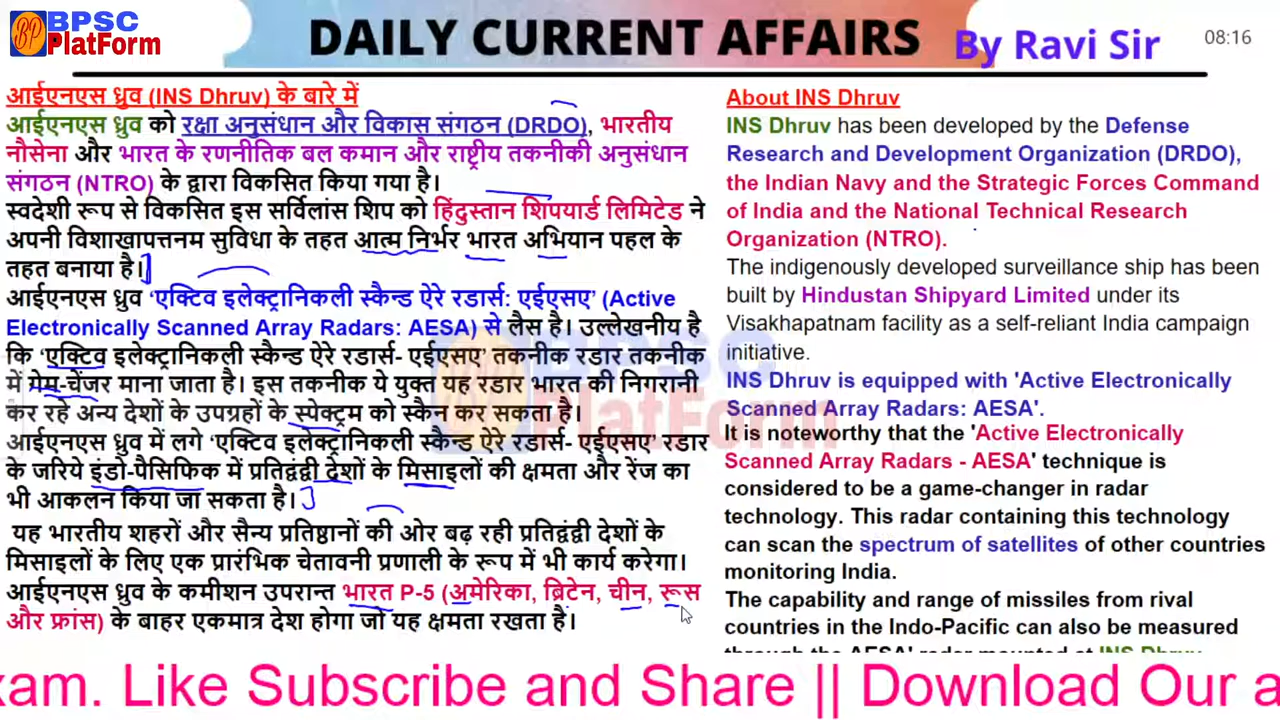 BPSC
PlatForm
DAILY CURRENT AFFAIRS
By Ravi Sir
08:16
आईएनएस ध्रुव (INS Dhruv) के बारे में
आईएनएस ध्रुव को रक्षा अनुसंधान और विकास संगठन (DRDO), भारतीय
नौसेना और भारत के रणनीतिक बल कमान और राष्ट्रीय तकनीकी अनुसंधान
संगठन (NTRO) के द्वारा विकसित किया गया है।
स्वदेशी रूप से विकसित इस सर्विलांस शिप को हिंदुस्तान शिपयार्ड लिमिटेड ने
अपनी विशाखापत्तनम सुविधा के तहत आत्म निर्भर भारत अभियान पहल के
तहत बनाया है।
आईएनएस ध्रुव ‘एक्टिव इलेक्ट्रानिकली स्कैन्ड ऐरे रडार्स: एईएसए’ (Active
Electronically Scanned Array Radars: AESA) से लैस है। उल्लेखनीय है
कि ‘एक्टिव इलेक्ट्रानिकली स्कैन्ड ऐरे रडार्स- एईएसए’ तकनीक रडार तकनीक
में गेम-चेंजर माना जाता है। इस तकनीक ये युक्त यह रडार भारत की निगरानी
कर रहे अन्य देशों के उपग्रहों के स्पेक्ट्रम को स्कैन कर सकता है।
आईएनएस ध्रुव में लगे ‘एक्टिव इलेक्ट्रानिकली स्कैन्ड ऐरे रडार्स- एईएसए’ रडार
के जरिये इंडो-पैसिफिक में प्रतिद्वंद्वी देशों के मिसाइलों की क्षमता और रेंज का
भी आकलन किया जा सकता है।
यह भारतीय शहरों और सैन्य प्रतिष्ठानों की ओर बढ़ रही प्रतिद्वंद्वी देशों के
मिसाइलों के लिए एक प्रारंभिक चेतावनी प्रणाली के रूप में भी कार्य करेगा।
आईएनएस ध्रुव के कमीशन उपरान्त भारत P-5 (अमेरिका, ब्रिटेन, चीन, रूस
और फ्रांस) के बाहर एकमात्र देश होगा जो यह क्षमता रखता है।
About INS Dhruv
INS Dhruv has been developed by the Defense
Research and Development Organization (DRDO),
the Indian Navy and the Strategic Forces Command
of India and the National Technical Research
Organization (NTRO).
The indigenously developed surveillance ship has been
built by Hindustan Shipyard Limited under its
Visakhapatnam facility as a self-reliant India campaign
initiative.
INS Dhruv is equipped with 'Active Electronically
Scanned Array Radars: AESA'.
It is noteworthy that the 'Active Electronically
Scanned Array Radars - AESA' technique is
considered to be a game-changer in radar
technology. This radar containing this technology
can scan the spectrum of satellites of other countries
monitoring India.
The capability and range of missiles from rival
countries in the Indo-Pacific can also be measured
through the AESA' radar mounted at INS Dhruv
BPSC
PlatForm
xam. Like Subscribe and Share || Download Our a